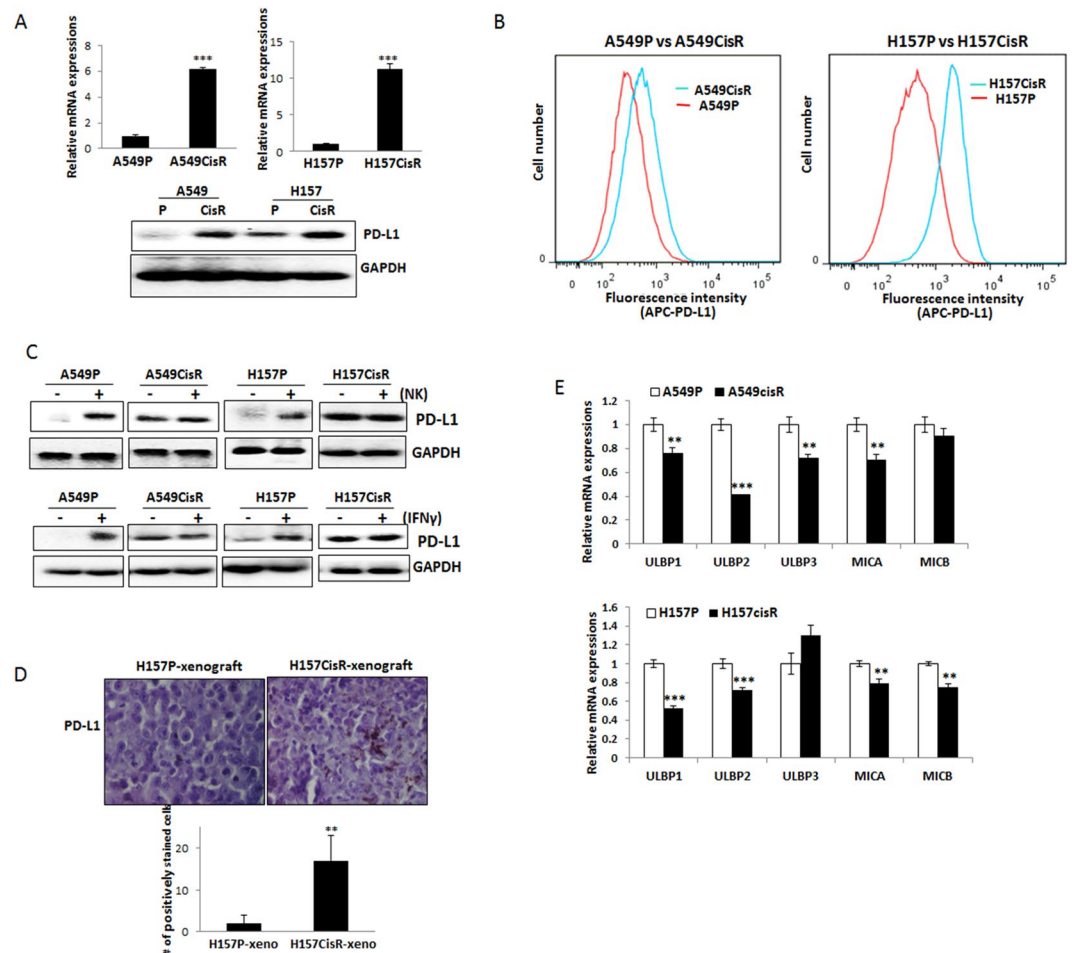 A
Relative mRNA expressions
8
6
4
2
0
***
A549P A549CisR
Relative mRNA expressions
15
10
5
0
***
H157P H157CisR
A549 H157
P CisR P CisR
PD-L1
GAPDH
B
A549P vs A549CisR
A549CisR
A549P
Cell number
0
0 10^2 10^3 10^4 10^5
Fluorescence intensity
(APC-PD-L1)
H157P vs H157CisR
H157CisR
H157P
Cell number
0
0 10^2 10^3 10^4 10^5
Fluorescence intensity
(APC-PD-L1)
C
A549P A549CisR H157P H157CisR
- + - + - + - + (NK)
PD-L1
GAPDH
A549P A549CisR H157P H157CisR
- + - + - + - + (IFNγ)
PD-L1
GAPDH
D
H157P-xenograft H157CisR-xenograft
PD-L1
# of positively stained cells
20
10
0
**
H157P-xeno H157CisR-xeno
E
A549P A549cisR
Relative mRNA expressions
1.2
1
0.8
0.6
0.4
0.2
0
** *** ** **
ULBP1 ULBP2 ULBP3 MICA MICB
H157P H157cisR
Relative mRNA expressions
1.6
1.4
1.2
1
0.8
0.6
0.4
0.2
0
*** *** ** **
ULBP1 ULBP2 ULBP3 MICA MICB